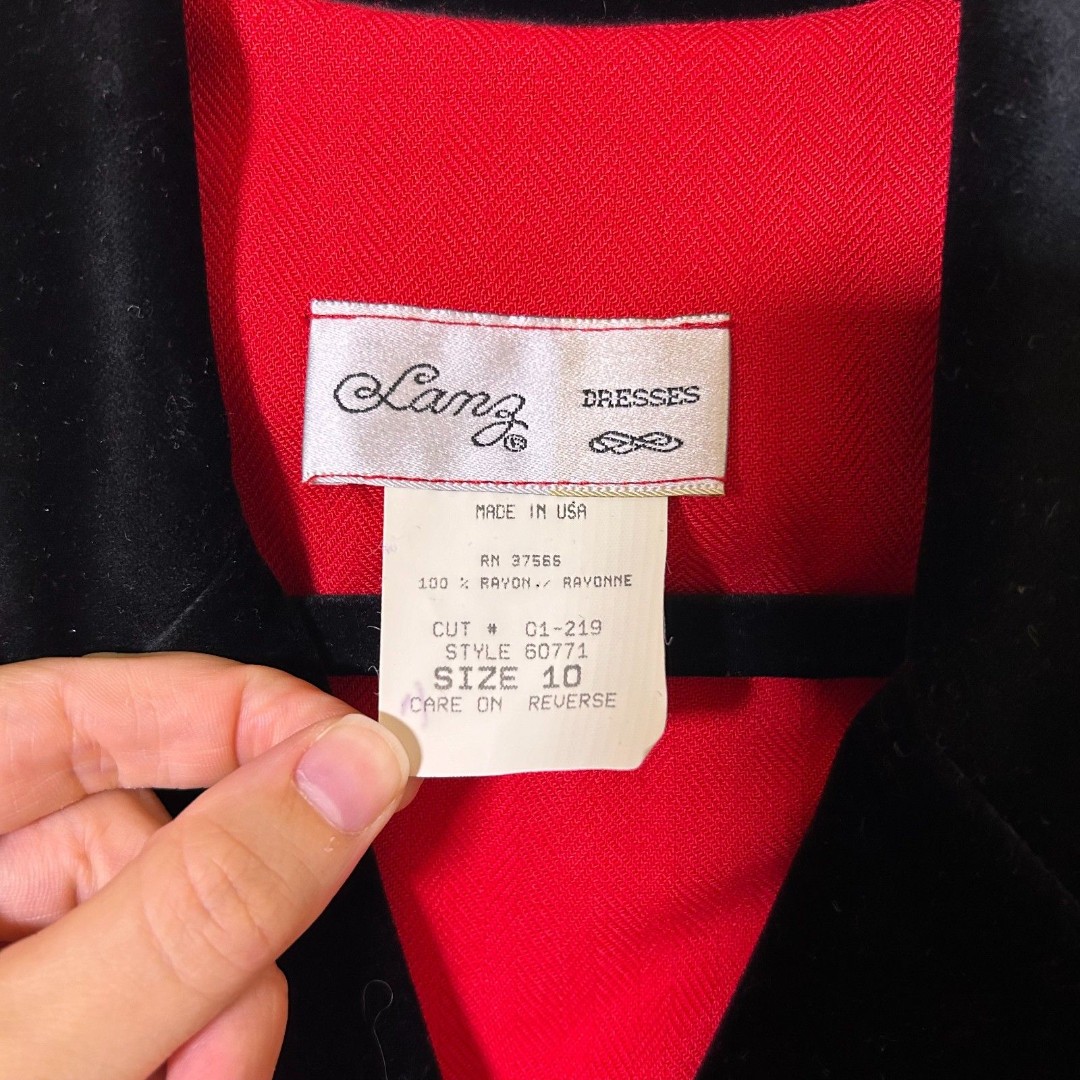 Lanz ®
DRESSES
MADE IN USA
RN 37566
100 % RAYON./ RAYONNE
CUT # C1-219
STYLE 60771
SIZE 10
CARE ON REVERSE